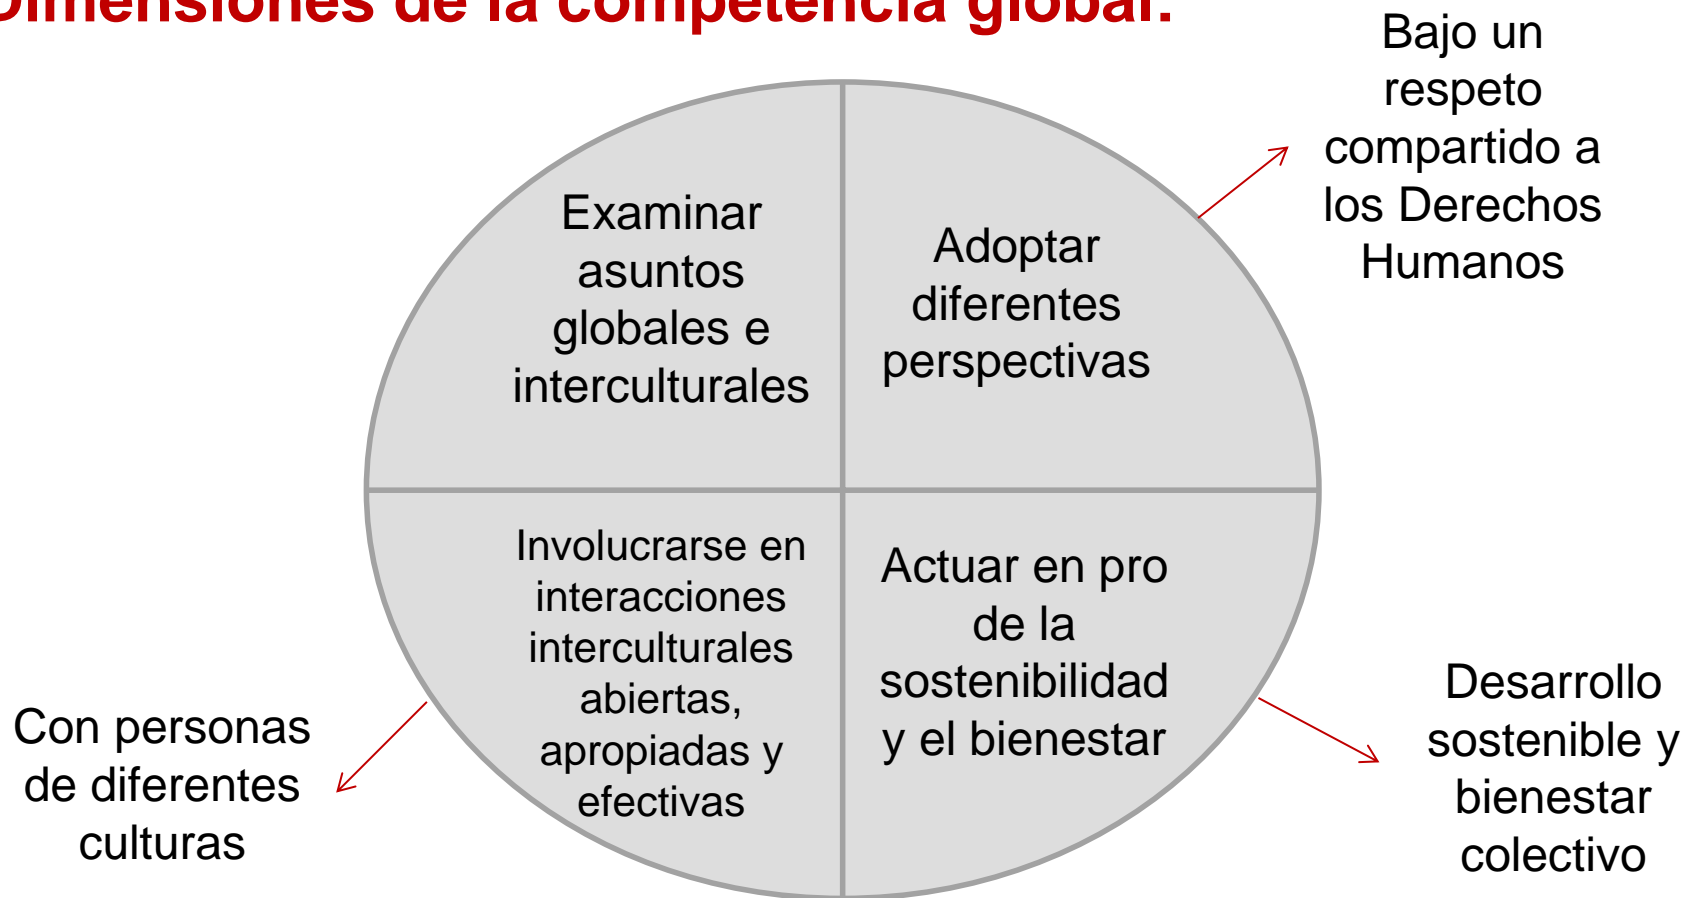 Dimensiones de la competencia global:
Bajo un
respeto
compartido a
los Derechos
Humanos
Examinar
asuntos
globales e
interculturales
Adoptar
diferentes
perspectivas
Involucrarse en
interacciones
interculturales
abiertas,
apropiadas y
efectivas
Actuar en pro
de la
sostenibilidad
y el bienestar
Con personas
de diferentes
culturas
Desarrollo
sostenible y
bienestar
colectivo